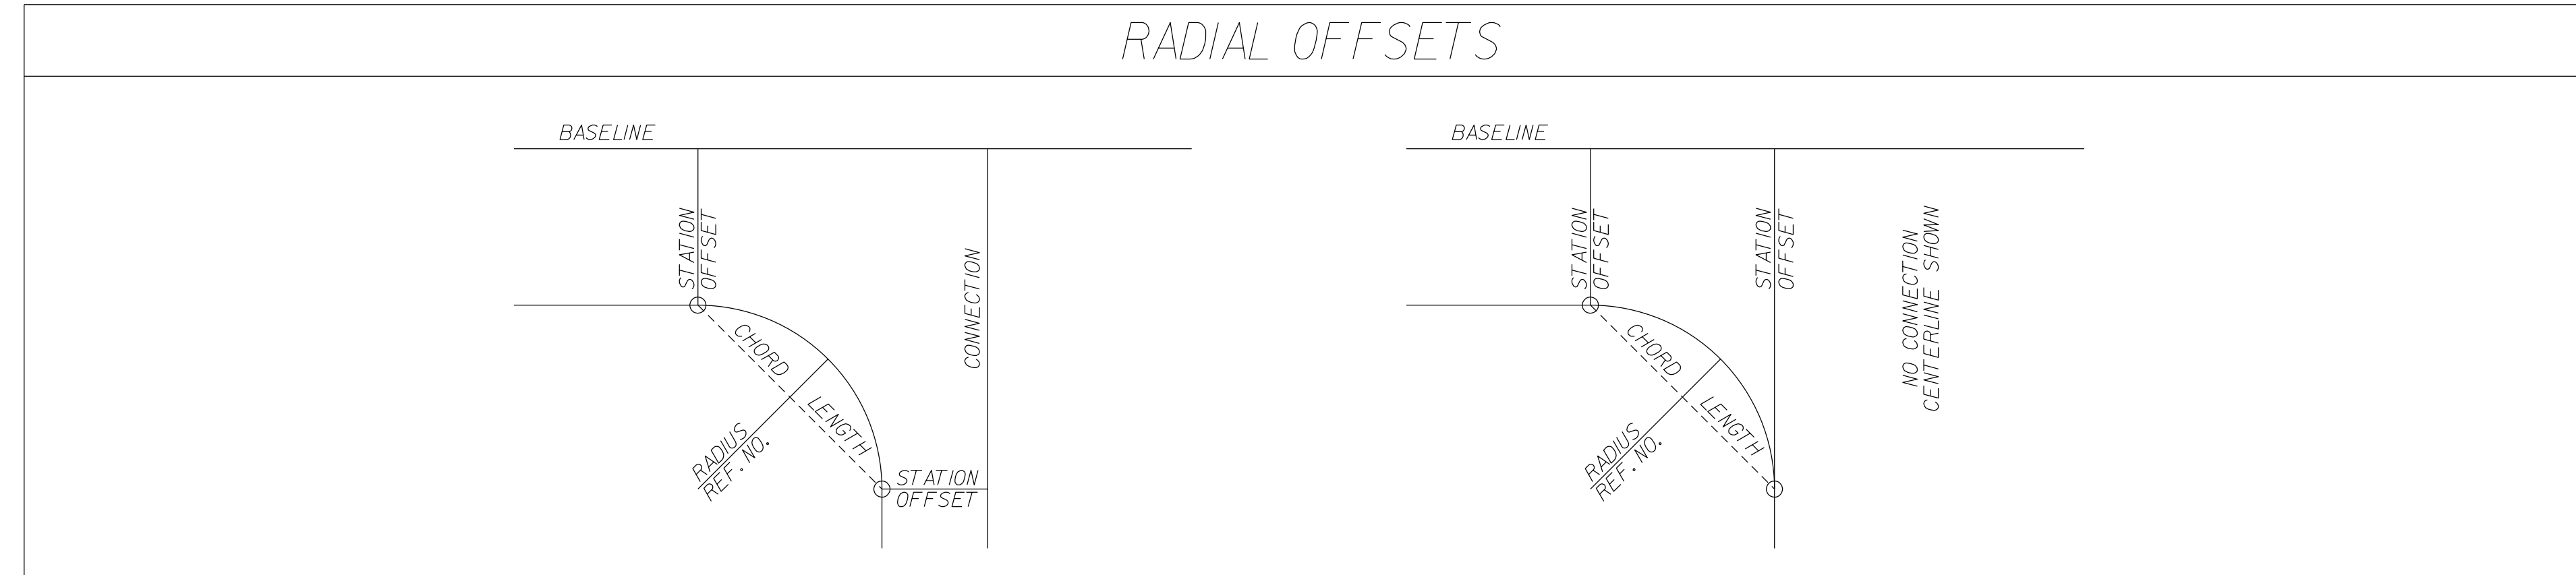 RADIAL OFFSETS
BASELINE
STATION
OFFSET
CONNECTION
CHORD LENGTH
RADIUS
REF. NO.
STATION
OFFSET
BASELINE
STATION
OFFSET
STATION
OFFSET
NO CONNECTION
CENTERLINE SHOWN
CHORD LENGTH
RADIUS
REF. NO.